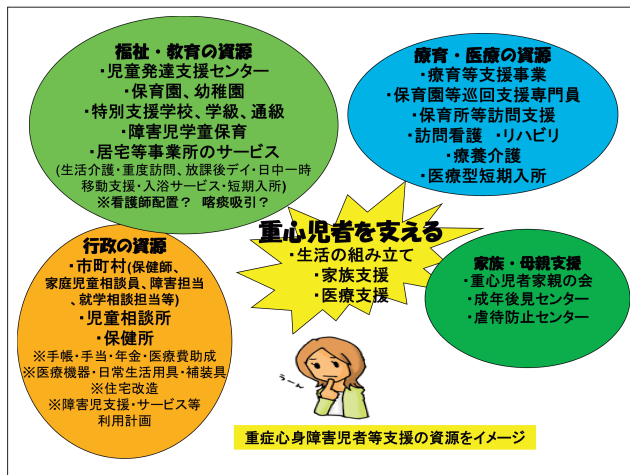 福祉・教育の資源
・児童発達支援センター
・保育園、幼稚園
・特別支援学校、学級、通級
・障害児学童保育
・居宅等事業所のサービス
(生活介護・重度訪問、放課後デイ・日中一時
移動支援・入浴サービス・短期入所)
※看護師配置？ 喀痰吸引？
療育・医療の資源
・療育等支援事業
・保育園等巡回支援専門員
・保育所等訪問支援
・訪問看護 ・リハビリ
・療養介護
・医療型短期入所
重心児者を支える
・生活の組み立て
・家族支援
・医療支援
行政の資源
・市町村(保健師、
家庭児童相談員、障害担当
、就学相談担当等)
・児童相談所
・保健所
※手帳・手当・年金・医療費助成
※医療機器・日常生活用具・補装具
※住宅改造
※障害児支援・サービス等
利用計画
家族・母親支援
・重心児者家親の会
・成年後見センター
・虐待防止センター
うーん
重症心身障害児者等支援の資源をイメージ